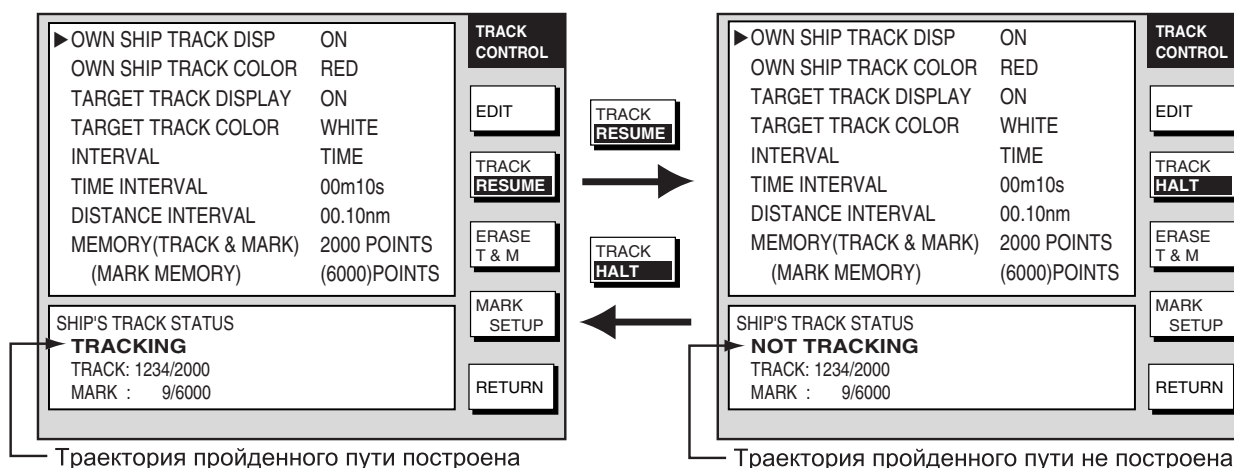 OWN SHIP TRACK DISP ON
OWN SHIP TRACK COLOR RED
TARGET TRACK DISPLAY ON
TARGET TRACK COLOR WHITE
INTERVAL TIME
TIME INTERVAL 00m10s
DISTANCE INTERVAL 00.10nm
MEMORY(TRACK & MARK) 2000 POINTS
(MARK MEMORY) (6000)POINTS
SHIP'S TRACK STATUS
TRACKING
TRACK: 1234/2000
MARK : 9/6000
TRACK
CONTROL
EDIT
TRACK
RESUME
ERASE
T & M
MARK
SETUP
RETURN
Траектория пройденного пути построена
TRACK
RESUME
TRACK
HALT
OWN SHIP TRACK DISP ON
OWN SHIP TRACK COLOR RED
TARGET TRACK DISPLAY ON
TARGET TRACK COLOR WHITE
INTERVAL TIME
TIME INTERVAL 00m10s
DISTANCE INTERVAL 00.10nm
MEMORY(TRACK & MARK) 2000 POINTS
(MARK MEMORY) (6000)POINTS
SHIP'S TRACK STATUS
NOT TRACKING
TRACK: 1234/2000
MARK : 9/6000
TRACK
CONTROL
EDIT
TRACK
HALT
ERASE
T & M
MARK
SETUP
RETURN
Траектория пройденного пути не построена